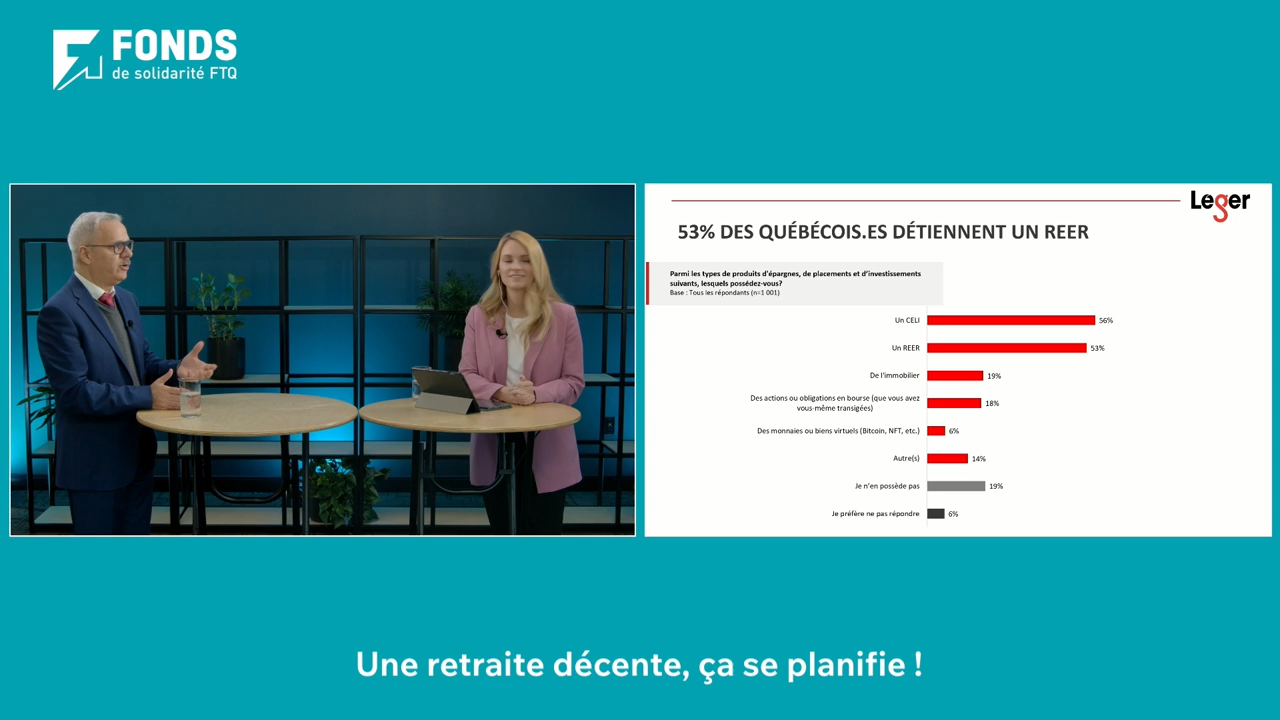 FONDS
de solidarité FTQ
Leger
53% DES QUÉBÉCOIS.ES DÉTIENNENT UN REER
Parmi les types de produits d'épargnes, de placements et d'investissements
suivants, lesquels possédez-vous?
Base : Tous les répondants (n=1 001)
Un CELI 56%
Un REER 53%
De l'immobilier 19%
Des actions ou obligations en bourse (que vous avez
vous-même transigées) 18%
Des monnaies ou biens virtuels (Bitcoin, NFT, etc.) 6%
Autre(s) 14%
Je n'en possède pas 19%
Je préfère ne pas répondre 6%
Une retraite décente, ça se planifie !